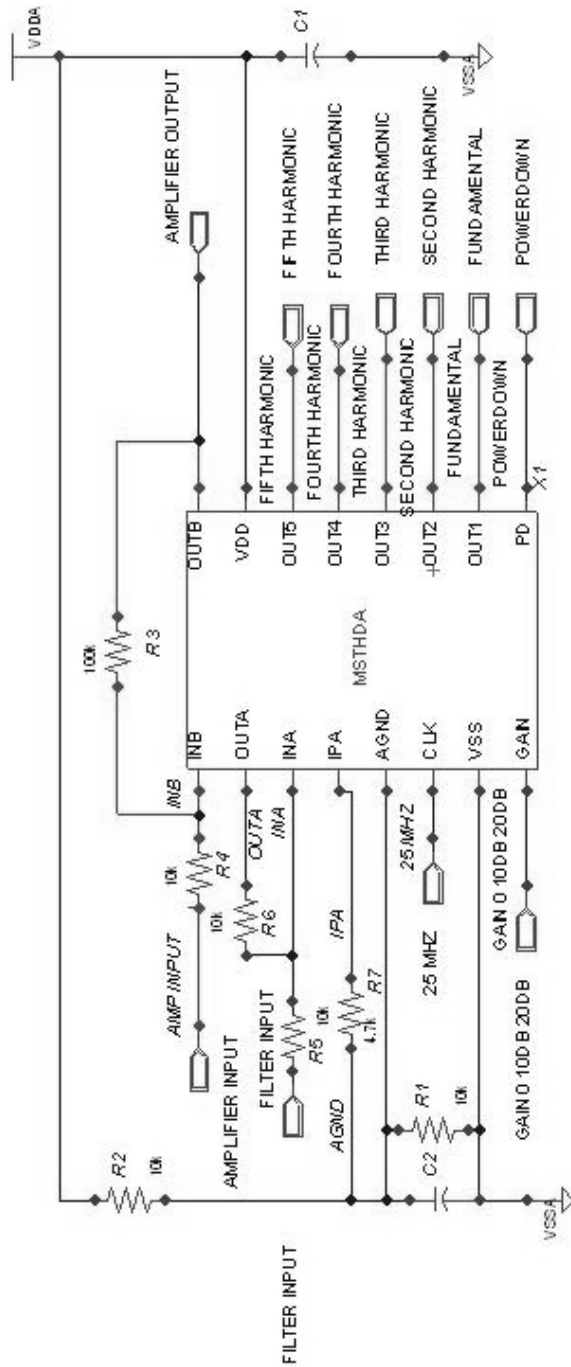 VDDA
C1
VSSA
AMPLIFIER OUTPUT
FIFTH HARMONIC
FOURTH HARMONIC
THIRD HARMONIC
SECOND HARMONIC
FUNDAMENTAL
POWERDOWN
FIFTH HARMONIC
FOURTH HARMONIC
THIRD HARMONIC
SECOND HARMONIC
FUNDAMENTAL
POWERDOWN
X1
OUTB
VDD
OUT5
OUT4
OUT3
+OUT2
OUT1
PD
100k
R3
MSTHDA
INB
OUTA
INA
IPA
AGND
CLK
VSS
GAN
INB
OUTA
INA
IPA
25 MHZ
GAIN 0 10DB 20DB
10k
R4
10k
R6
10k
R5
4.7k
R7
AMP INPUT
AMPLIFIER INPUT
FILTER INPUT
AGND
25 MHZ
GAIN 0 10DB 20DB
R1
10k
R2
10k
C2
VSSA
FILTER INPUT